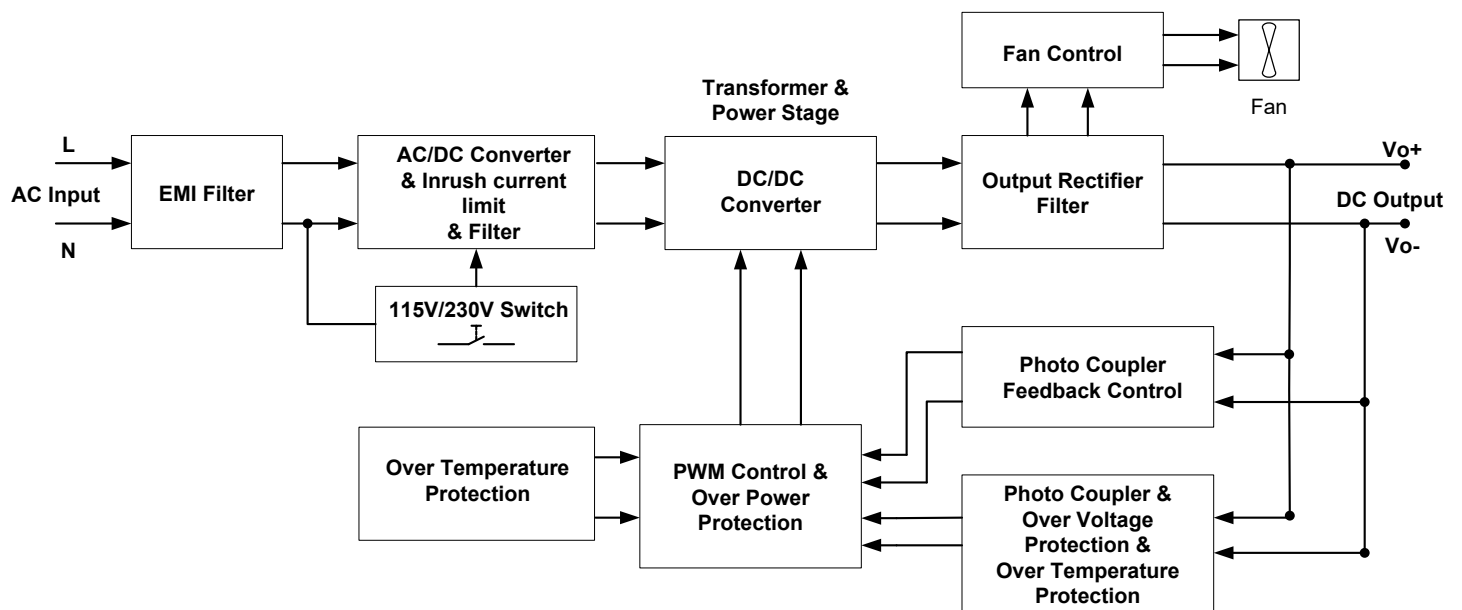 Fan Control
Fan
Transformer &
Power Stage
L
AC Input
N
EMI Filter
AC/DC Converter
& Inrush current
limit
& Filter
DC/DC
Converter
Output Rectifier
Filter
Vo+
DC Output
Vo-
115V/230V Switch
Photo Coupler
Feedback Control
Over Temperature
Protection
PWM Control &
Over Power
Protection
Photo Coupler &
Over Voltage
Protection &
Over Temperature
Protection